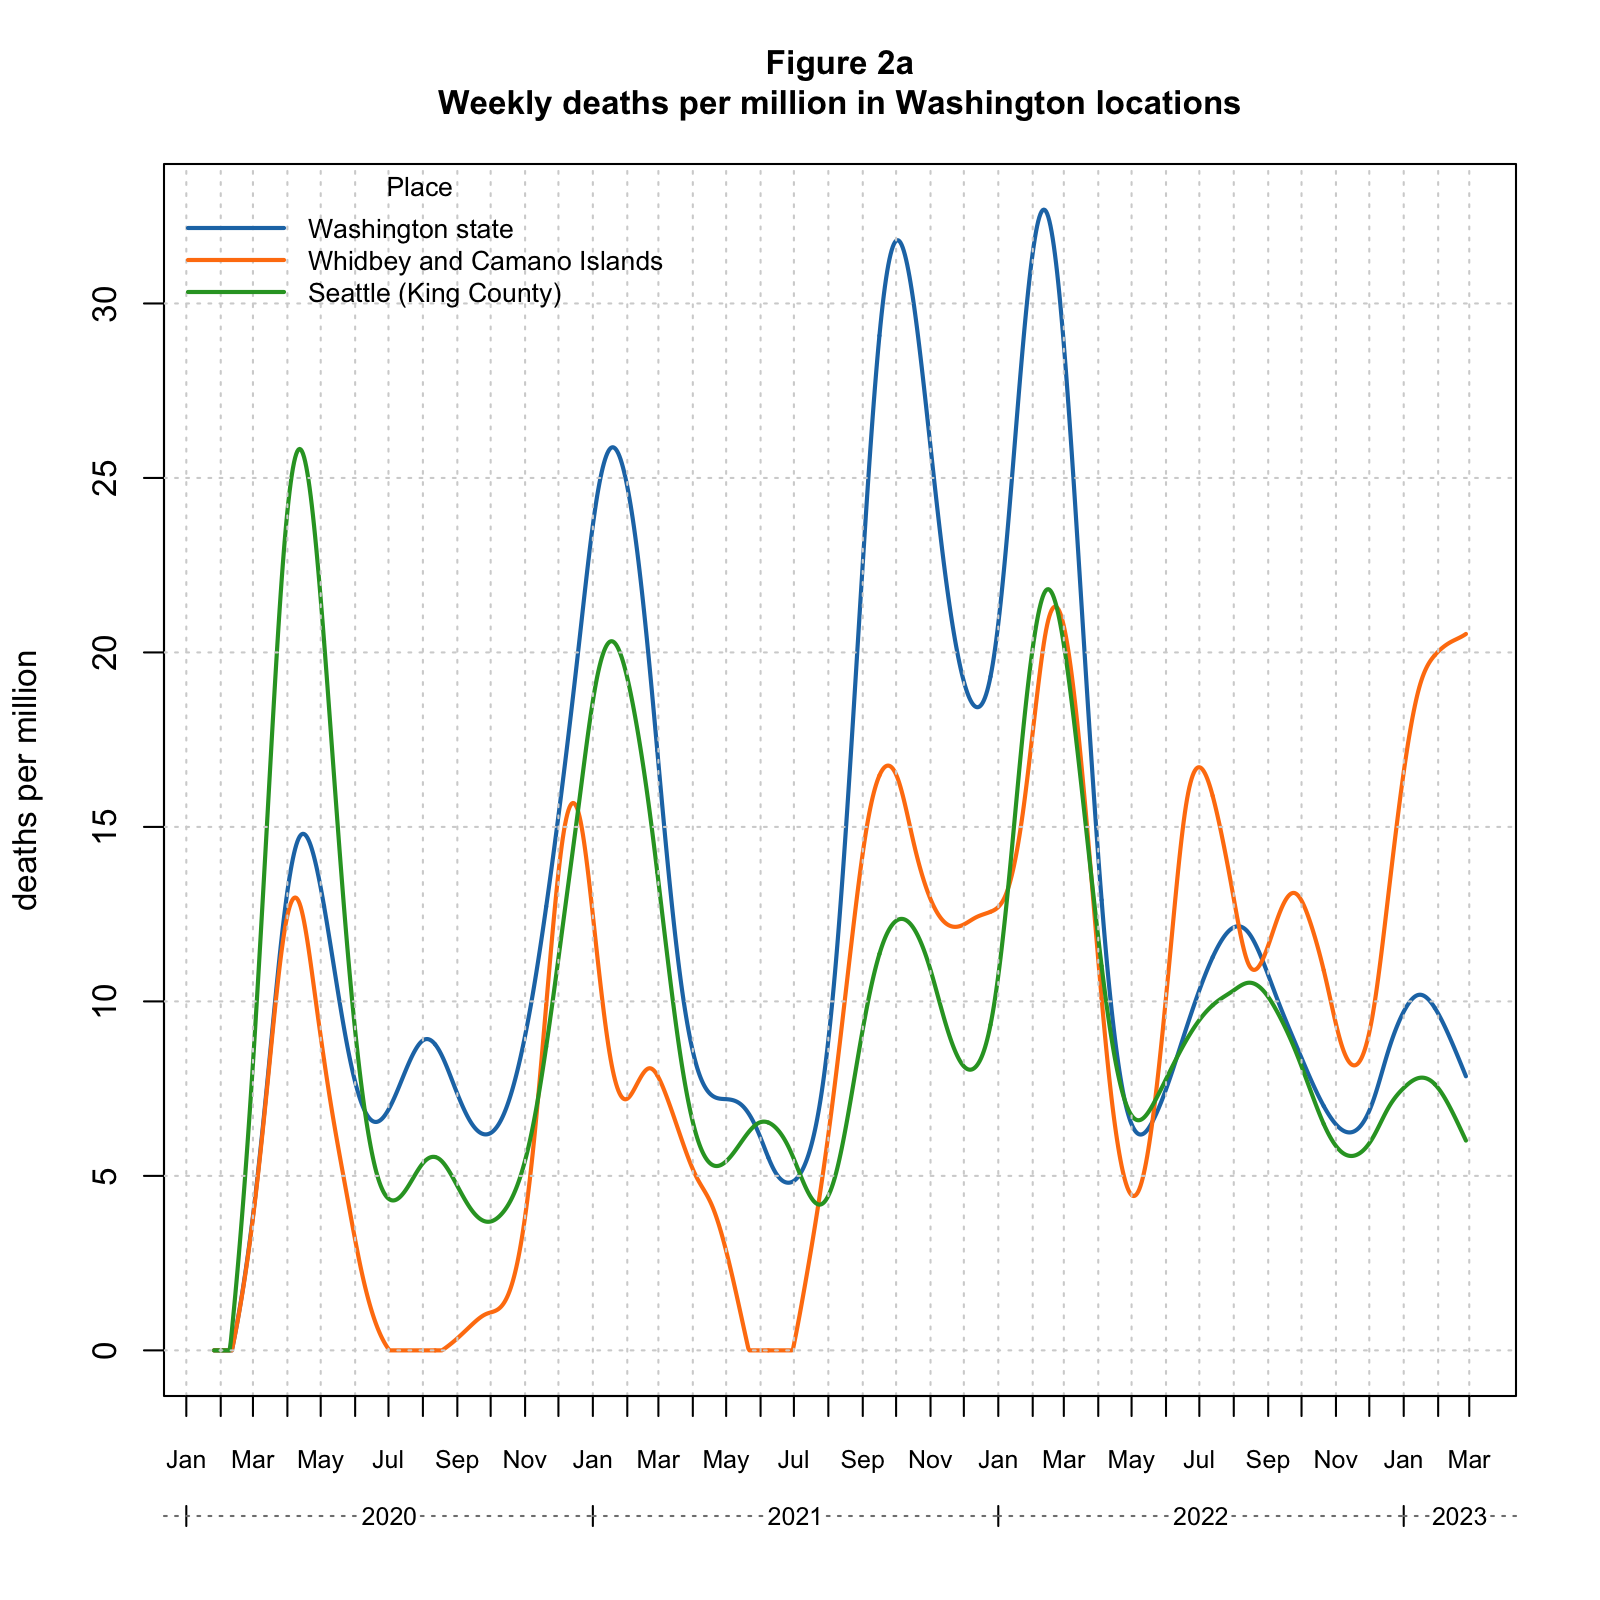 Figure 2a
Weekly deaths per million in Washington locations
Place
Washington state
Whidbey and Camano Islands
Seattle (King County)
deaths per million
30
25
20
15
10
5
0
Jan Mar May Jul Sep Nov Jan Mar May Jul Sep Nov Jan Mar May Jul Sep Nov Jan Mar
2020 2021 2022 2023